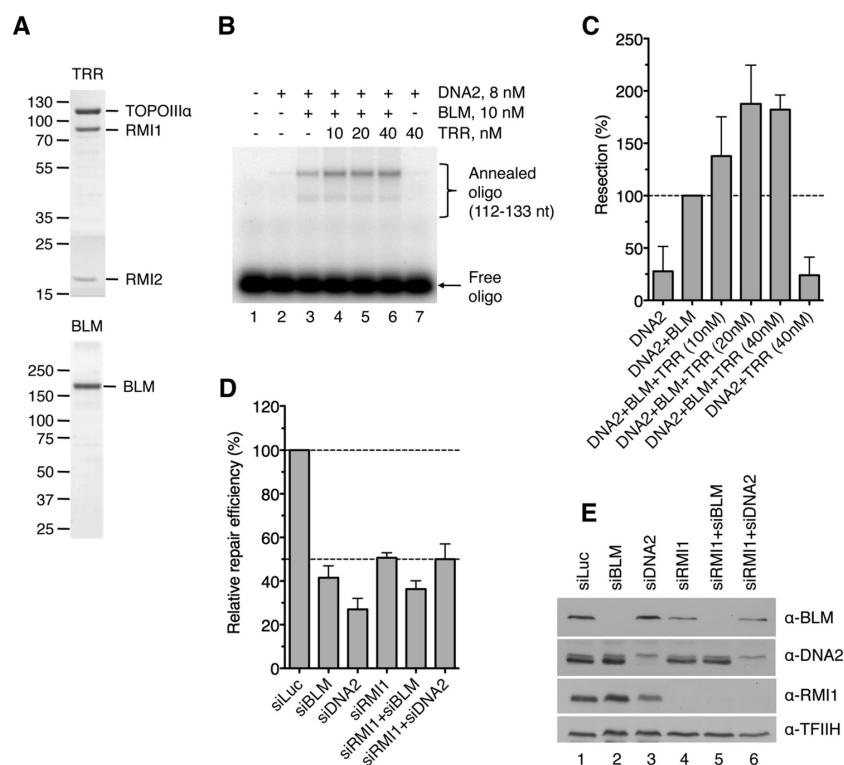 A
TRR
130
100
70
55
35
25
15
TOPOIIIα
RMI1
RMI2
BLM
250
150
100
75
50
37
25
BLM
B
- + + + + + + DNA2, 8 nM
- - + + + + - BLM, 10 nM
- - - 10 20 40 40 TRR, nM
Annealed
oligo
(112-133 nt)
Free
oligo
1 2 3 4 5 6 7
C
Resection (%)
250
200
150
100
50
0
DNA2
DNA2+BLM
DNA2+BLM+TRR (10nM)
DNA2+BLM+TRR (20nM)
DNA2+BLM+TRR (40nM)
DNA2+TRR (40nM)
D
Relative repair efficiency (%)
120
100
80
60
40
20
0
siLuc
siBLM
siDNA2
siRMI1
siRMI1+siBLM
siRMI1+siDNA2
E
siLuc
siBLM
siDNA2
siRMI1
siRMI1+siBLM
siRMI1+siDNA2
α-BLM
α-DNA2
α-RMI1
α-TFIIH
1 2 3 4 5 6